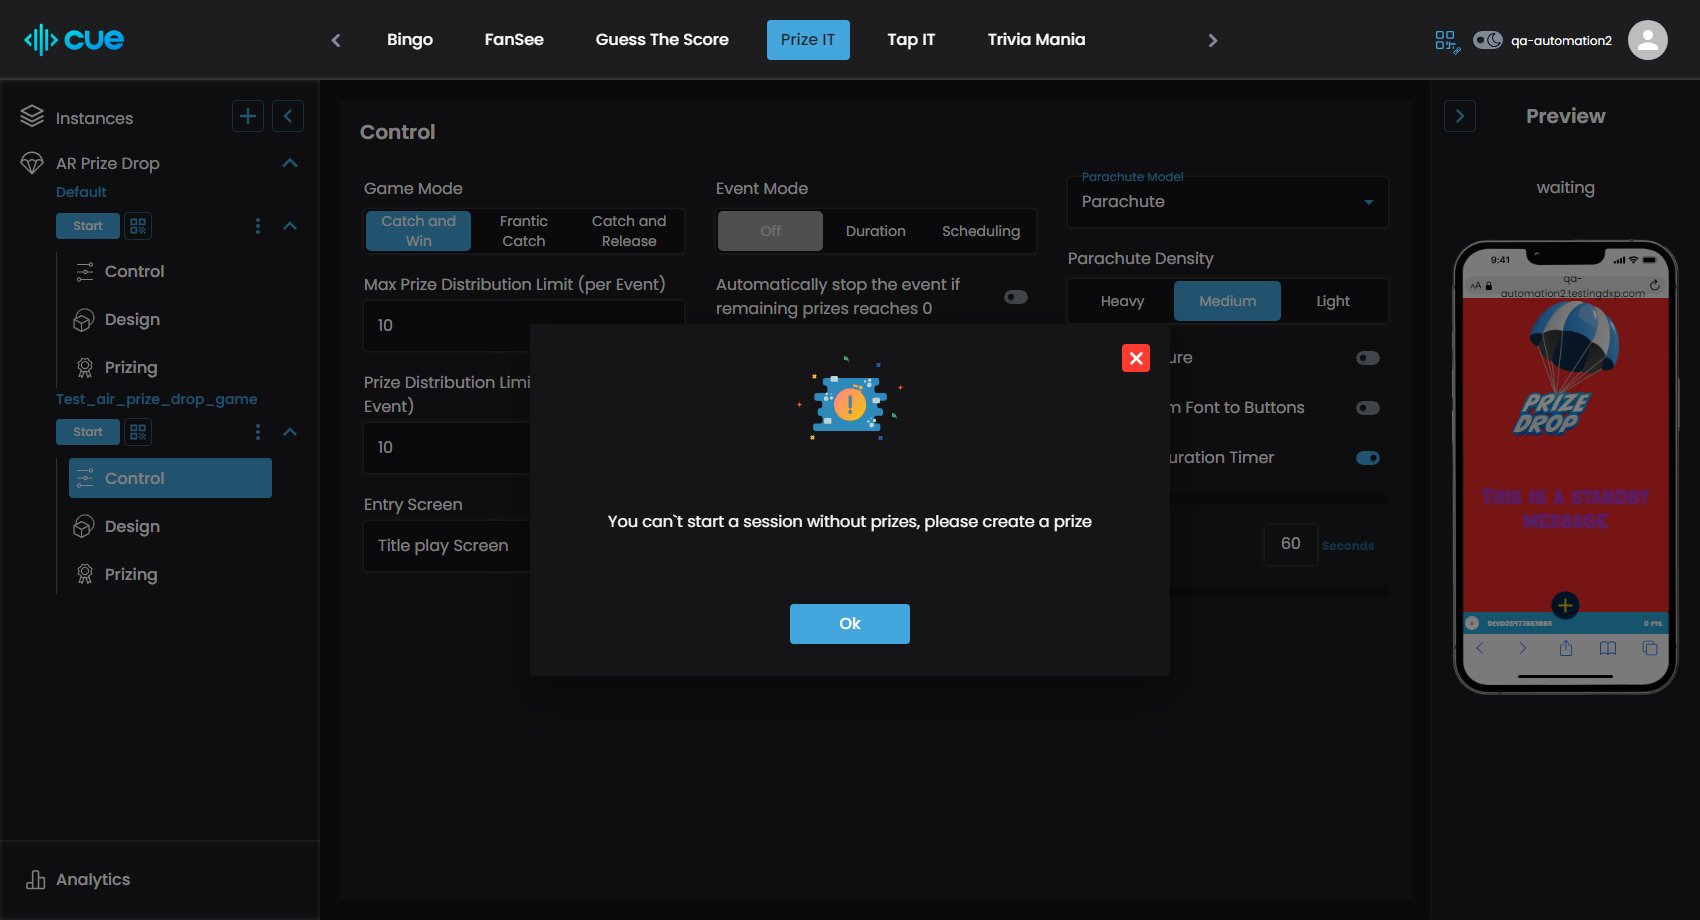 cue
Bingo
FanSee
Guess The Score
Prize IT
Tap IT
Trivia Mania
qa-automation2
Instances
AR Prize Drop
Default
Start
Control
Design
Prizing
Test_air_prize_drop_game
Start
Control
Design
Prizing
Analytics
Control
Game Mode
Catch and Win
Frantic Catch
Catch and Release
Max Prize Distribution Limit (per Event)
10
Prize Distribution Limi
Event)
10
Entry Screen
Title play Screen
Event Mode
Off
Duration
Scheduling
Automatically stop the event if
remaining prizes reaches 0
Parachute Model
Parachute
Parachute Density
Heavy
Medium
Light
ure
m Font to Buttons
uration Timer
60
Seconds
You can`t start a session without prizes, please create a prize
Ok
Preview
waiting
9:41
AA
qa-
automation2.testingdxp.com
PRIZE
DROP
THIS IS A STANDBY
MESSAGE
0 PTS.